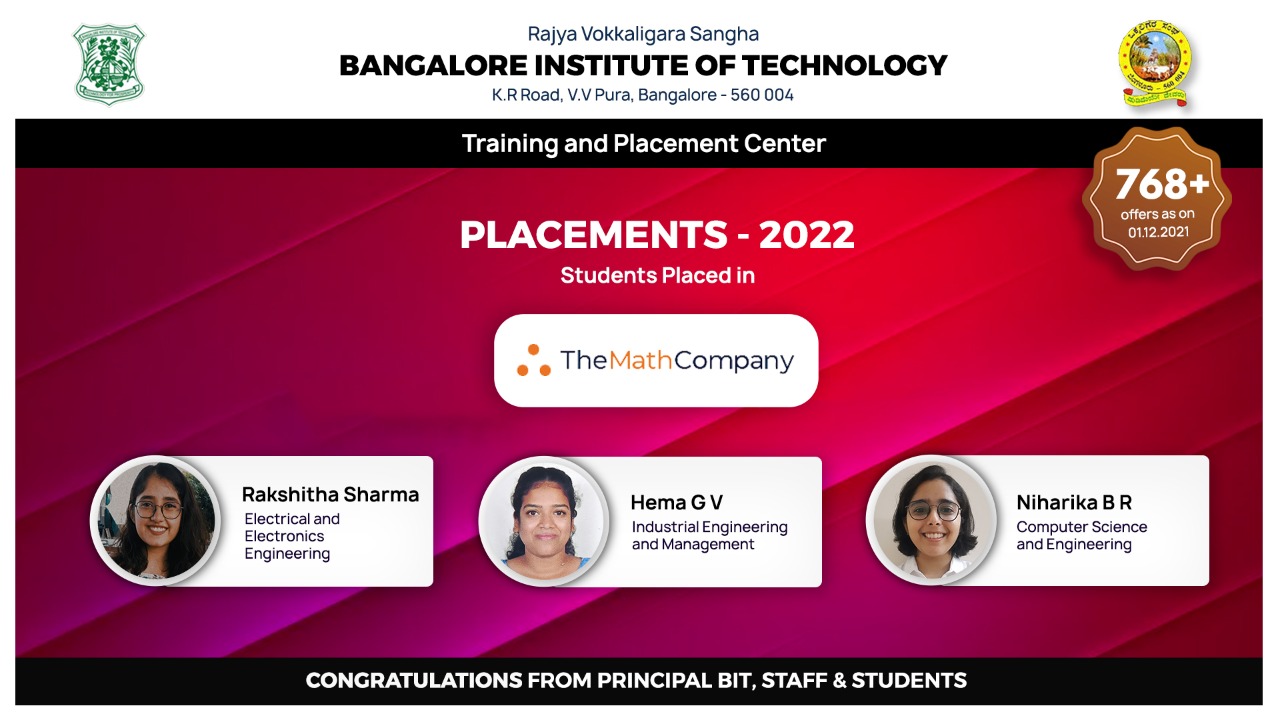 Rajya Vokkaligara Sangha
BANGALORE INSTITUTE OF TECHNOLOGY
K.R Road, V.V Pura, Bangalore - 560 004
Training and Placement Center
768+
offers as on
01.12.2021
PLACEMENTS - 2022
Students Placed in
TheMathCompany
Rakshitha Sharma
Electrical and
Electronics
Engineering
Hema G V
Industrial Engineering
and Management
Niharika B R
Computer Science
and Engineering
CONGRATULATIONS FROM PRINCIPAL BIT, STAFF & STUDENTS